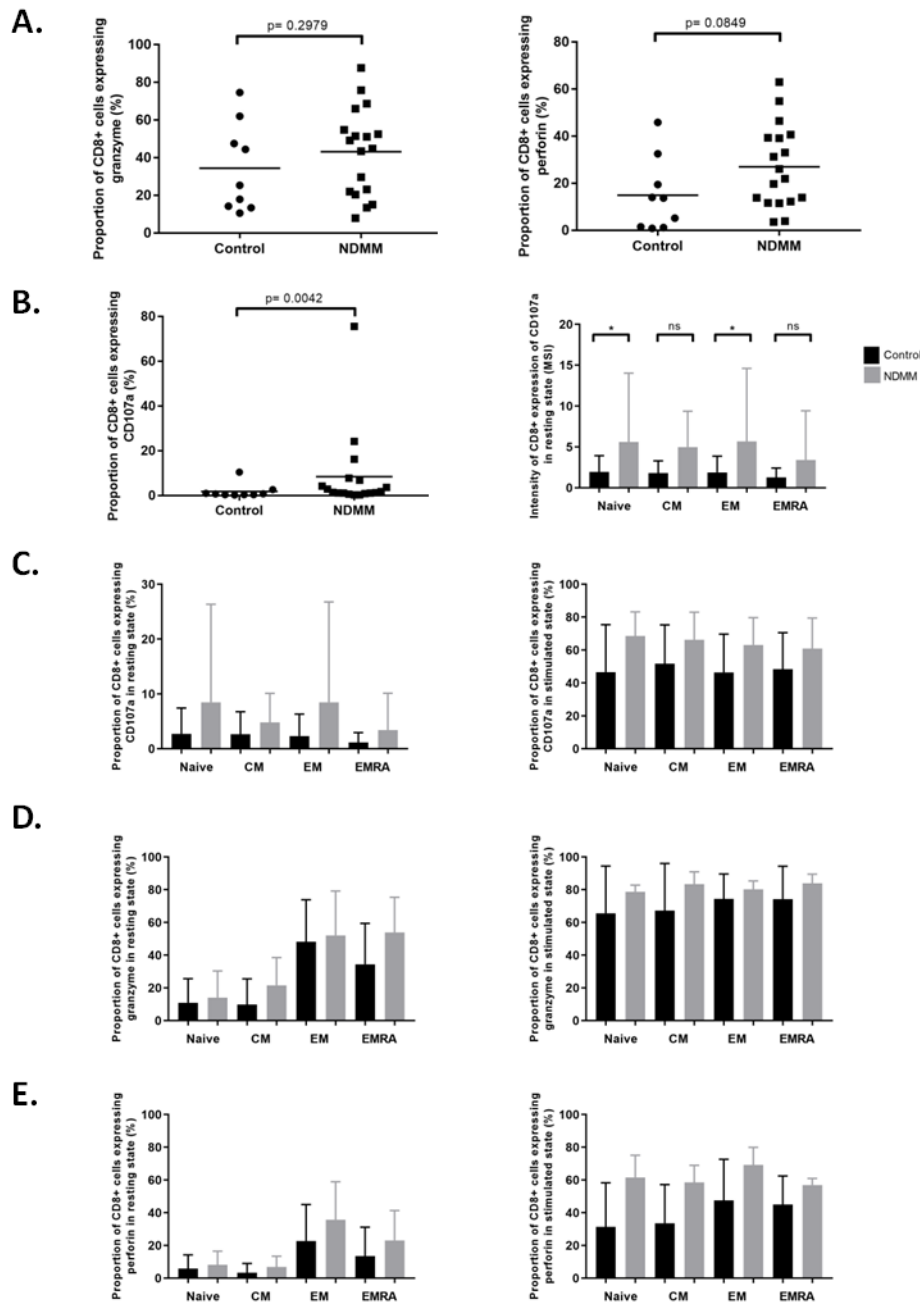 A.
p= 0.2979
Proportion of CD8+ cells expressing
granzyme (%)
100
80
60
40
20
0
Control
NDMM
p= 0.0849
Proportion of CD8+ cells expressing
perforin (%)
80
60
40
20
0
Control
NDMM
B.
p= 0.0042
Proportion of CD8+ cells expressing
CD107a (%)
80
60
40
20
0
Control
NDMM
Intensity of CD8+ expression of CD107a
in resting state (MSI)
20
15
10
5
0
*
ns
*
ns
Naive
CM
EM
EMRA
Control
NDMM
C.
Proportion of CD8+ cells expressing
CD107a in resting state (%)
30
20
10
0
Naive
CM
EM
EMRA
Proportion of CD8+ cells expressing
CD107a in stimulated state (%)
100
80
60
40
20
0
Naive
CM
EM
EMRA
D.
Proportion of CD8+ cells expressing
granzyme in resting state (%)
100
80
60
40
20
0
Naive
CM
EM
EMRA
Proportion of CD8+ cells expressing
granzyme in stimulated state (%)
100
80
60
40
20
0
Naive
CM
EM
EMRA
E.
Proportion of CD8+ cells expressing
perforin in resting state (%)
100
80
60
40
20
0
Naive
CM
EM
EMRA
Proportion of CD8+ cells expressing
perforin in stimulated state (%)
100
80
60
40
20
0
Naive
CM
EM
EMRA